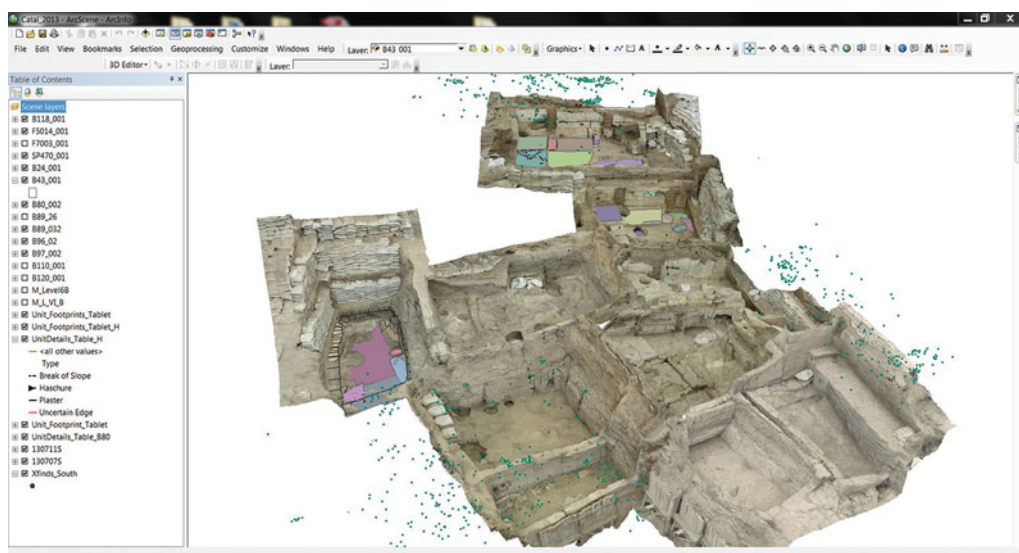 Catal_2013 - ArcScene - ArcInfo
File Edit View Bookmarks Selection Geoprocessing Customize Windows Help Layer: B43_001 Graphics
3D Editor Layer:
Table of Contents
Scene layers
B118_001
F5014_001
F7003_001
SP470_001
B24_001
B43_001
B80_002
B89_26
B89_032
B96_02
B97_002
B110_001
B120_001
M_Level6B
M_L_VI_B
Unit_Footprints_Tablet
Unit_Footprints_Tablet_H
UnitDetails_Table_H
<all other values>
Type
Break of Slope
Haschure
Plaster
Uncertain Edge
Unit_Footprint_Tablet
UnitDetails_Table_B80
130711S
130707S
Xfinds_South